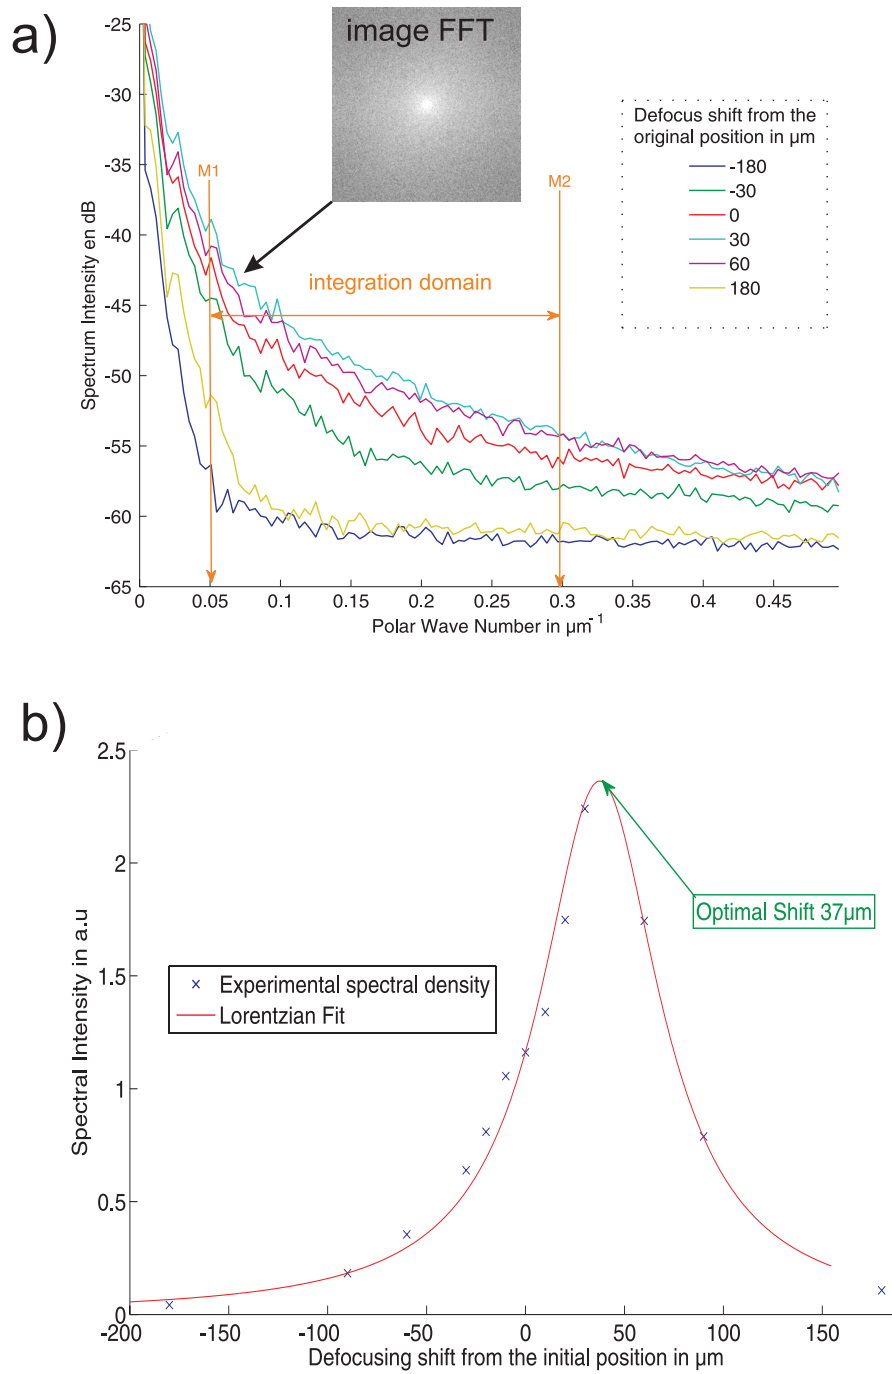 a)
image FFT
-25
-30
-35
-40
-45
-50
-55
-60
-65
Spectrum Intensity en dB
M1
M2
integration domain
Defocus shift from the
original position in µm
-180
-30
0
30
60
180
0
0.05
0.1
0.15
0.2
0.25
0.3
0.35
0.4
0.45
Polar Wave Number in µm-1
b)
2.5
2
1.5
1
0.5
0
Spectral Intensity in a.u
Optimal Shift 37µm
Experimental spectral density
Lorentzian Fit
-200
-150
-100
-50
0
50
100
150
Defocusing shift from the initial position in µm